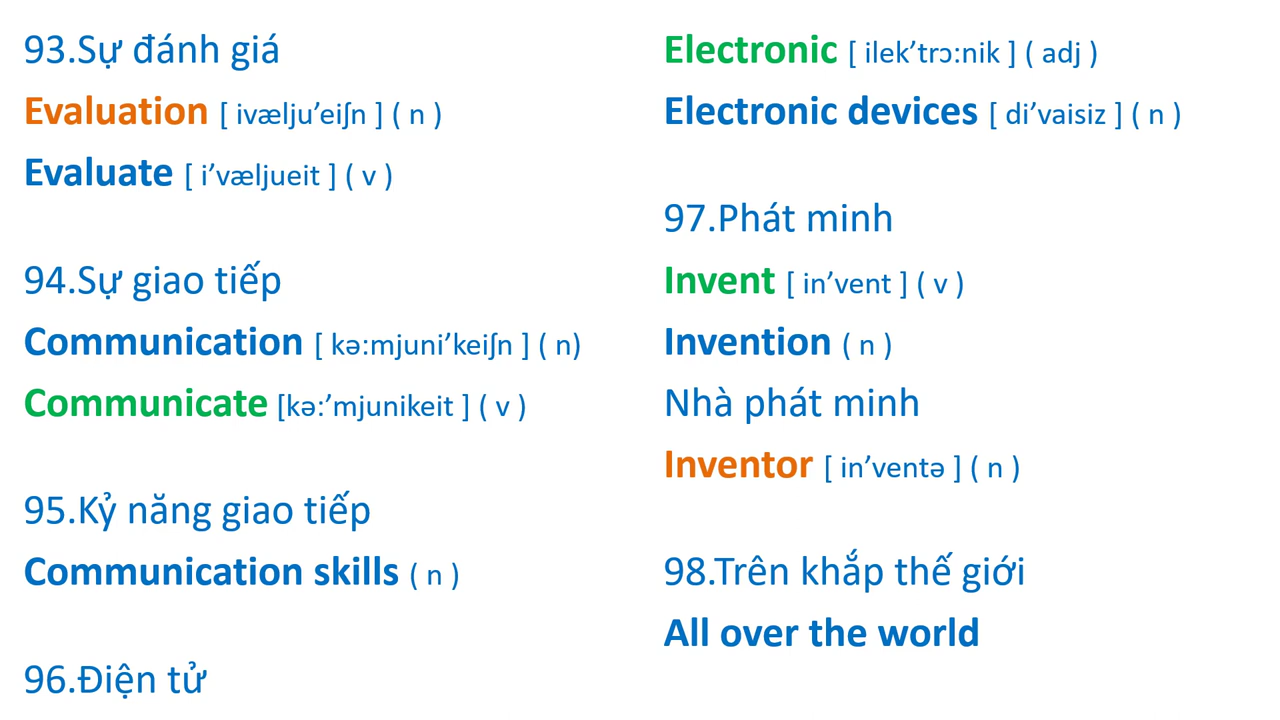 93.Sự đánh giá
Evaluation [ ivælju’eiʃn ] ( n )
Evaluate [ i’væljueit ] ( v )
94.Sự giao tiếp
Communication [ kə:mjuni’keiʃn ] ( n)
Communicate [kə:’mjunikeit ] ( v )
95.Kỷ năng giao tiếp
Communication skills ( n )
96.Điện tử
Electronic [ ilek’trɔ:nik ] ( adj )
Electronic devices [ di’vaisiz ] ( n )
97.Phát minh
Invent [ in’vent ] ( v )
Invention ( n )
Nhà phát minh
Inventor [ in’ventə ] ( n )
98.Trên khắp thế giới
All over the world